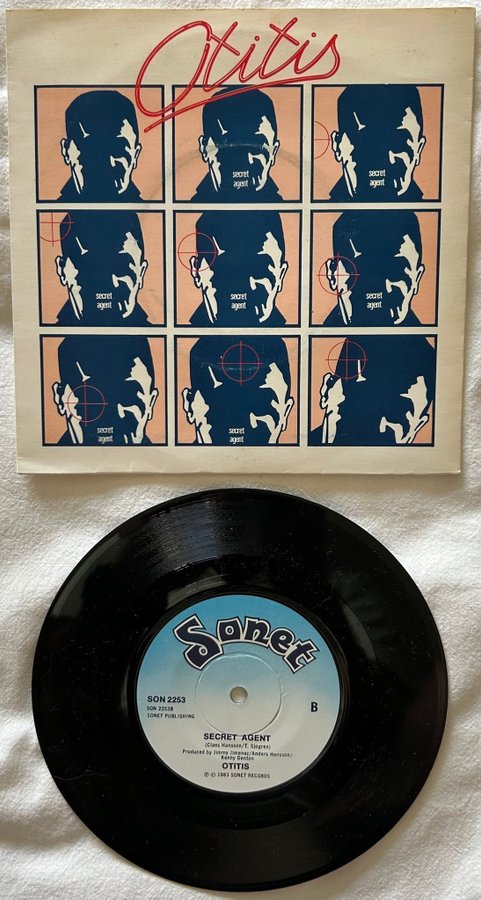 Otitis
secret
agent
secret
agent
secret
agent
secret
agent
secret
agent
secret
agent
secret
agent
Sonet
SON 2253
SON 2253B
SONET PUBLISHING
B
SECRET AGENT
(Claes Hansson/T. Sjögren)
Produced by Jimmy Jimenez/Anders Hansson/
Kenny Denton
OTITIS
℗ © 1983 SONET RECORDS